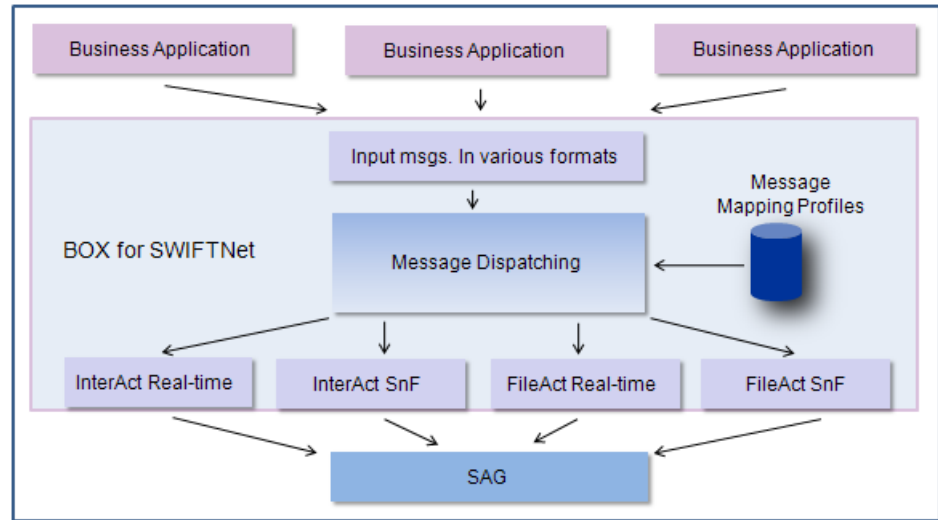 Business Application
Business Application
Business Application
Input msgs. In various formats
Message
Mapping Profiles
BOX for SWIFTNet
Message Dispatching
InterAct Real-time
InterAct SnF
FileAct Real-time
FileAct SnF
SAG